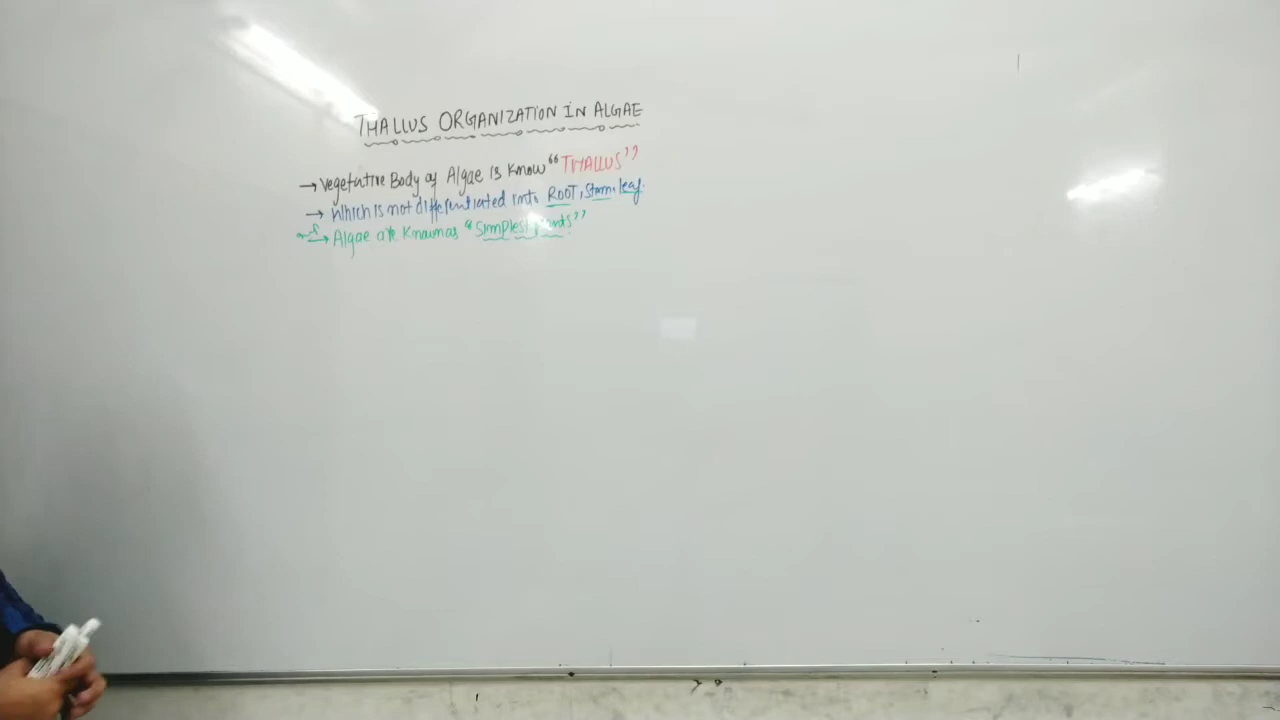 THALLUS ORGANIZATION IN ALGAE
→ Vegetative Body of Algae is Know "THALLUS"
→ Which is not differentiated into ROOT, Stem, leaf.
→ Algae are Known as "Simplest plants"